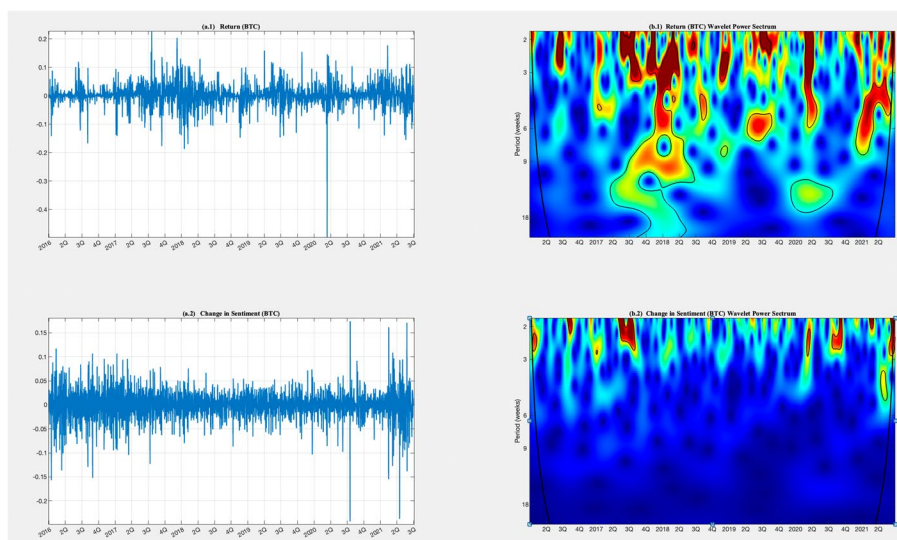 (a.1) Return (BTC)
0.2
0.1
0
-0.1
-0.2
-0.3
-0.4
2016 2Q 3Q 4Q 2017 2Q 3Q 4Q 2018 2Q 3Q 4Q 2019 2Q 3Q 4Q 2020 2Q 3Q 4Q 2021 2Q 3Q
(b.1) Return (BTC) Wavelet Power Sectrum
Period (weeks)
2
3
6
9
18
2Q 3Q 4Q 2017 2Q 3Q 4Q 2018 2Q 3Q 4Q 2019 2Q 3Q 4Q 2020 2Q 3Q 4Q 2021 2Q
(a.2) Change in Sentiment (BTC)
0.15
0.1
0.05
0
-0.05
-0.1
-0.15
-0.2
2016 2Q 3Q 4Q 2017 2Q 3Q 4Q 2018 2Q 3Q 4Q 2019 2Q 3Q 4Q 2020 2Q 3Q 4Q 2021 2Q 3Q
(b.2) Change in Sentiment (BTC) Wavelet Power Sectrum
Period (weeks)
2
3
6
9
18
2Q 3Q 4Q 2017 2Q 3Q 4Q 2018 2Q 3Q 4Q 2019 2Q 3Q 4Q 2020 2Q 3Q 4Q 2021 2Q